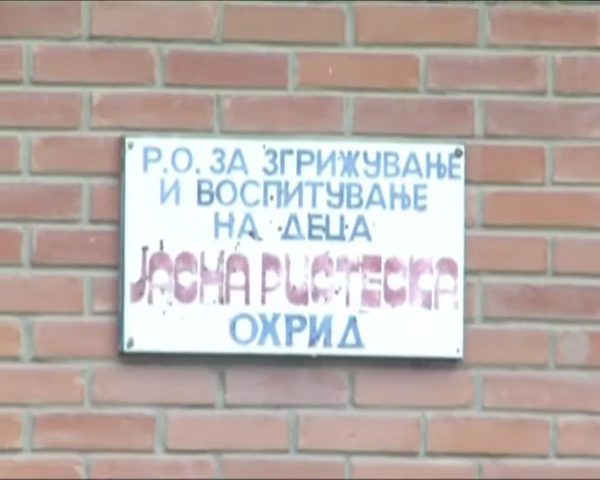 Р.О. ЗА ЗГРИЖУВАЊЕ
И ВОСПИТУВАЊЕ
НА ДЕЦА
ЈАСНА РИСТЕСКА
ОХРИД